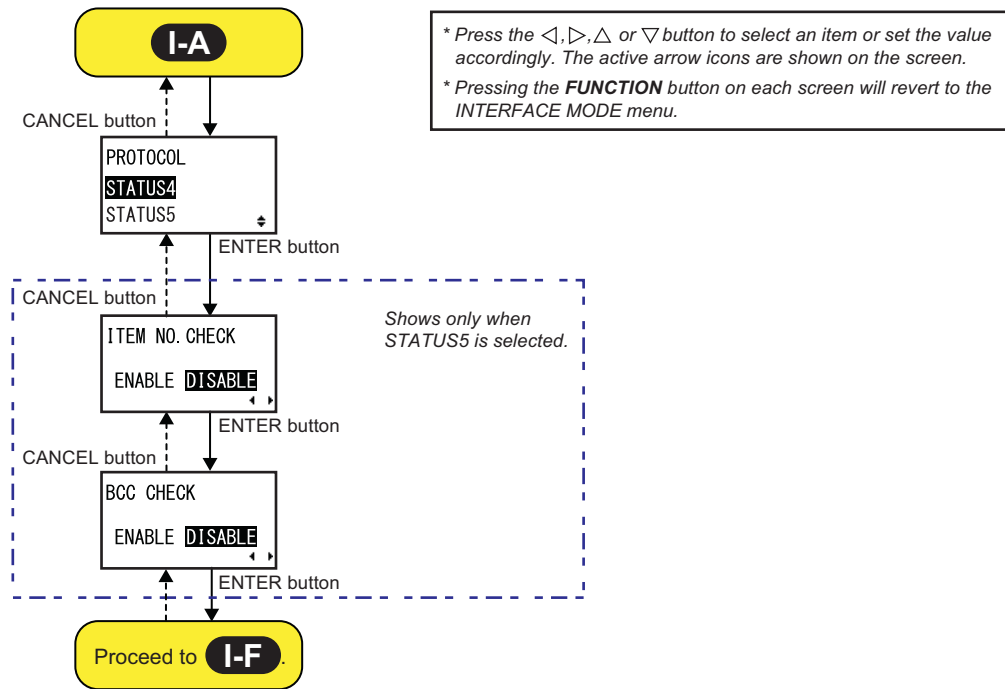 I-A
* Press the ◁, ▷, △ or ▽ button to select an item or set the value
accordingly. The active arrow icons are shown on the screen.
* Pressing the FUNCTION button on each screen will revert to the
INTERFACE MODE menu.
CANCEL button
PROTOCOL
STATUS4
STATUS5
ENTER button
CANCEL button
ITEM NO. CHECK
ENABLE DISABLE
Shows only when
STATUS5 is selected.
ENTER button
CANCEL button
BCC CHECK
ENABLE DISABLE
ENTER button
Proceed to I-F.